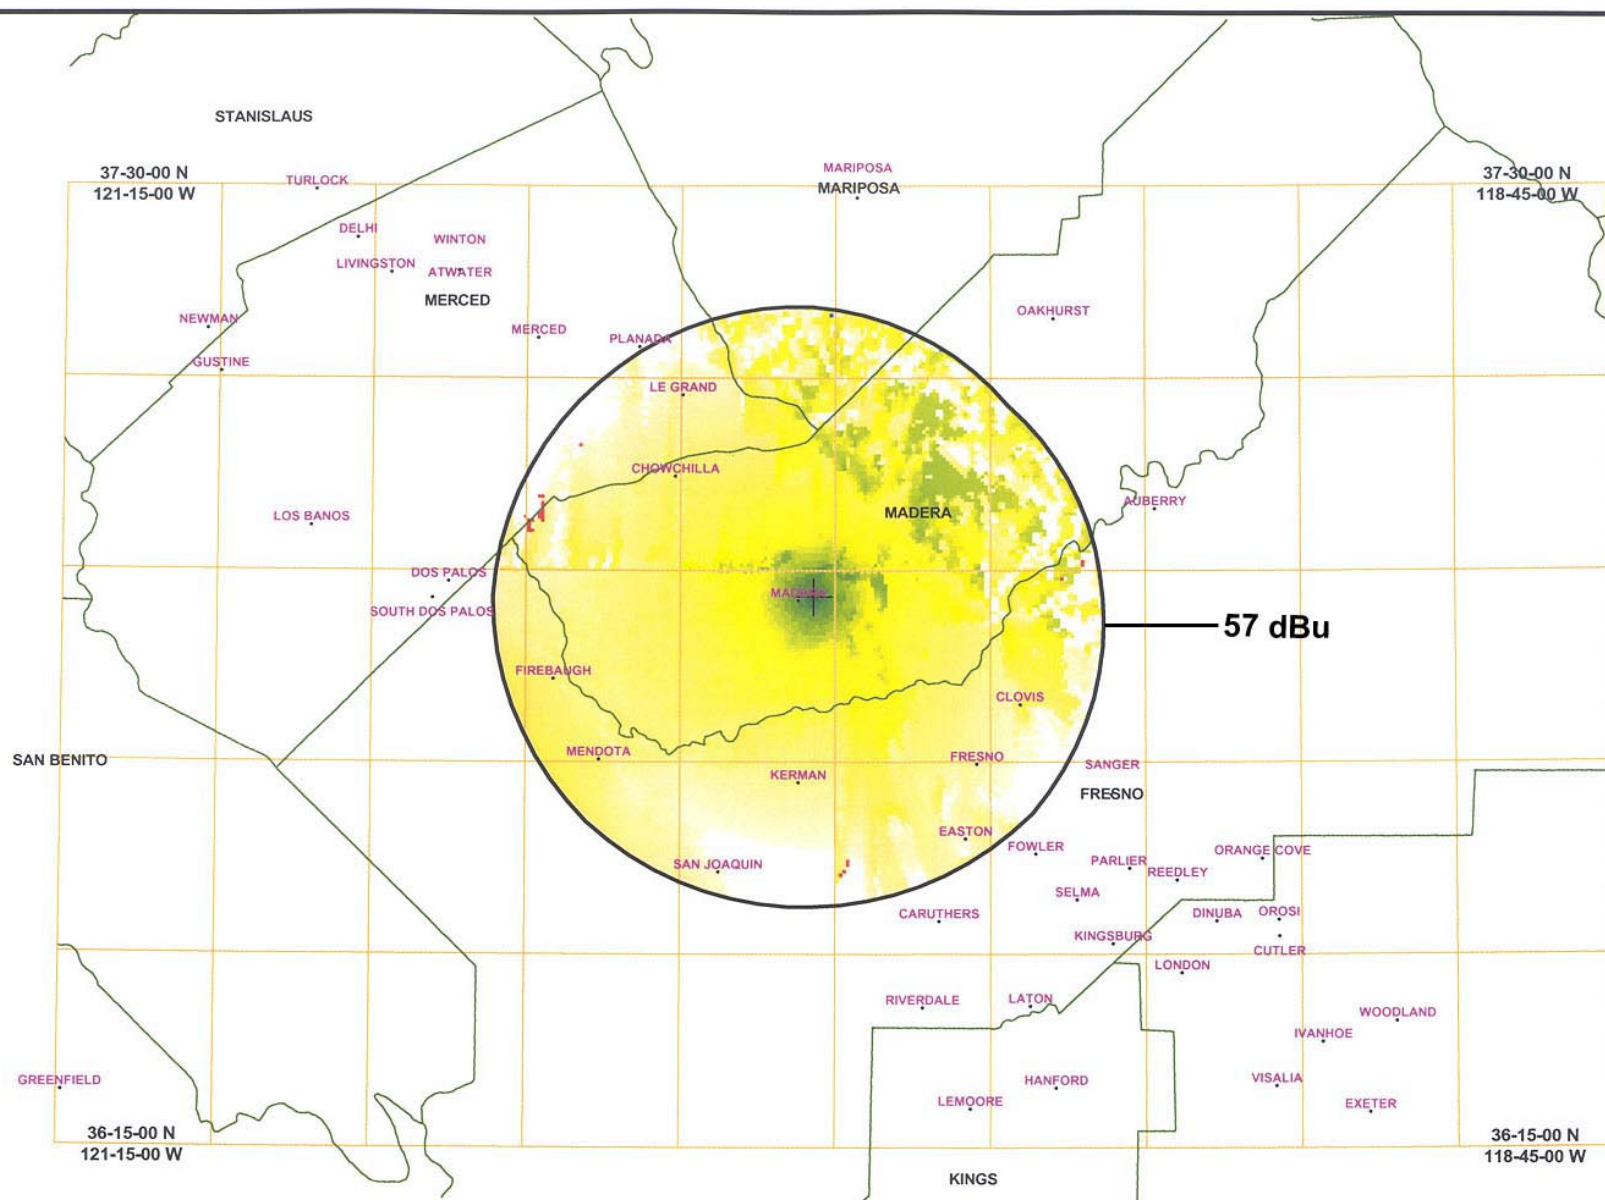 STANISLAUS
37-30-00 N
121-15-00 W
TURLOCK
MARIPOSA
MARIPOSA
37-30-00 N
118-45-00 W
DELHI
WINTON
LIVINGSTON
ATWATER
MERCED
NEWMAN
MERCED
PLANADA
OAKHURST
GUSTINE
LE GRAND
CHOWCHILLA
AUBERRY
LOS BANOS
MADERA
DOS PALOS
MADERA
SOUTH DOS PALOS
57 dBu
FIREBAUGH
CLOVIS
SAN BENITO
MENDOTA
FRESNO
SANGER
KERMAN
FRESNO
EASTON
FOWLER
SAN JOAQUIN
PARLIER
ORANGE COVE
REEDLEY
SELMA
CARUTHERS
DINUBA
OROSI
KINGSBURG
CUTLER
LONDON
RIVERDALE
LATON
WOODLAND
IVANHOE
GREENFIELD
HANFORD
VISALIA
LEMOORE
EXETER
36-15-00 N
121-15-00 W
36-15-00 N
118-45-00 W
KINGS